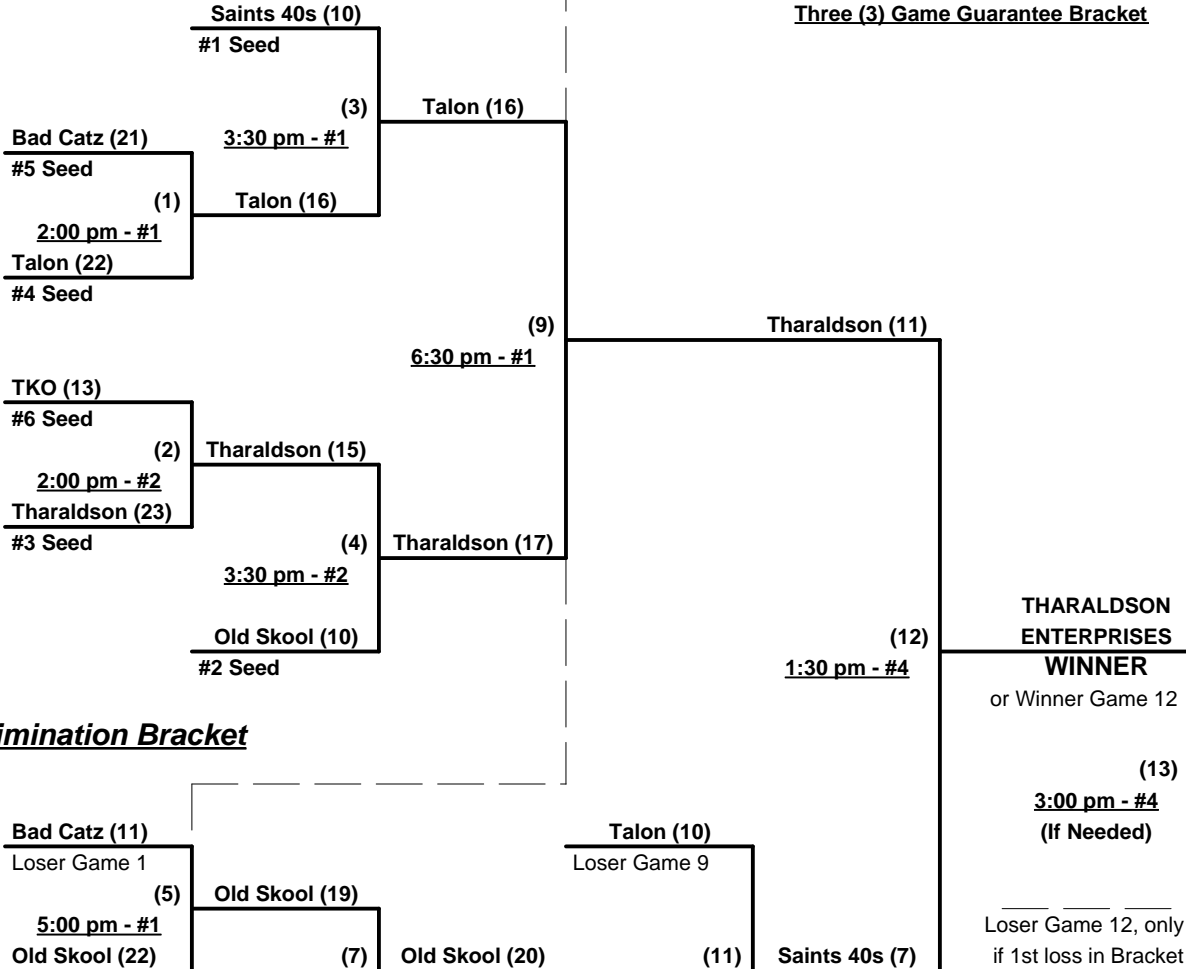 Saints 40s (10)
Three (3) Game Guarantee Bracket
#1 Seed
(3)
Talon (16)
3:30 pm - #1
Bad Catz (21)
#5 Seed
(1)
Talon (16)
2:00 pm - #1
Talon (22)
#4 Seed
(9)
Tharaldson (11)
6:30 pm - #1
TKO (13)
#6 Seed
(2)
Tharaldson (15)
2:00 pm - #2
Tharaldson (23)
#3 Seed
(4)
Tharaldson (17)
3:30 pm - #2
Old Skool (10)
#2 Seed
(12)
1:30 pm - #4
THARALDSON
ENTERPRISES
WINNER
or Winner Game 12
imination Bracket
(13)
3:00 pm - #4
(If Needed)
Bad Catz (11)
Loser Game 1
Talon (10)
Loser Game 9
(5)
Old Skool (19)
5:00 pm - #1
Old Skool (22)
(7)
Old Skool (20)
(11)
Saints 40s (7)
Loser Game 12, only
if 1st loss in Bracket